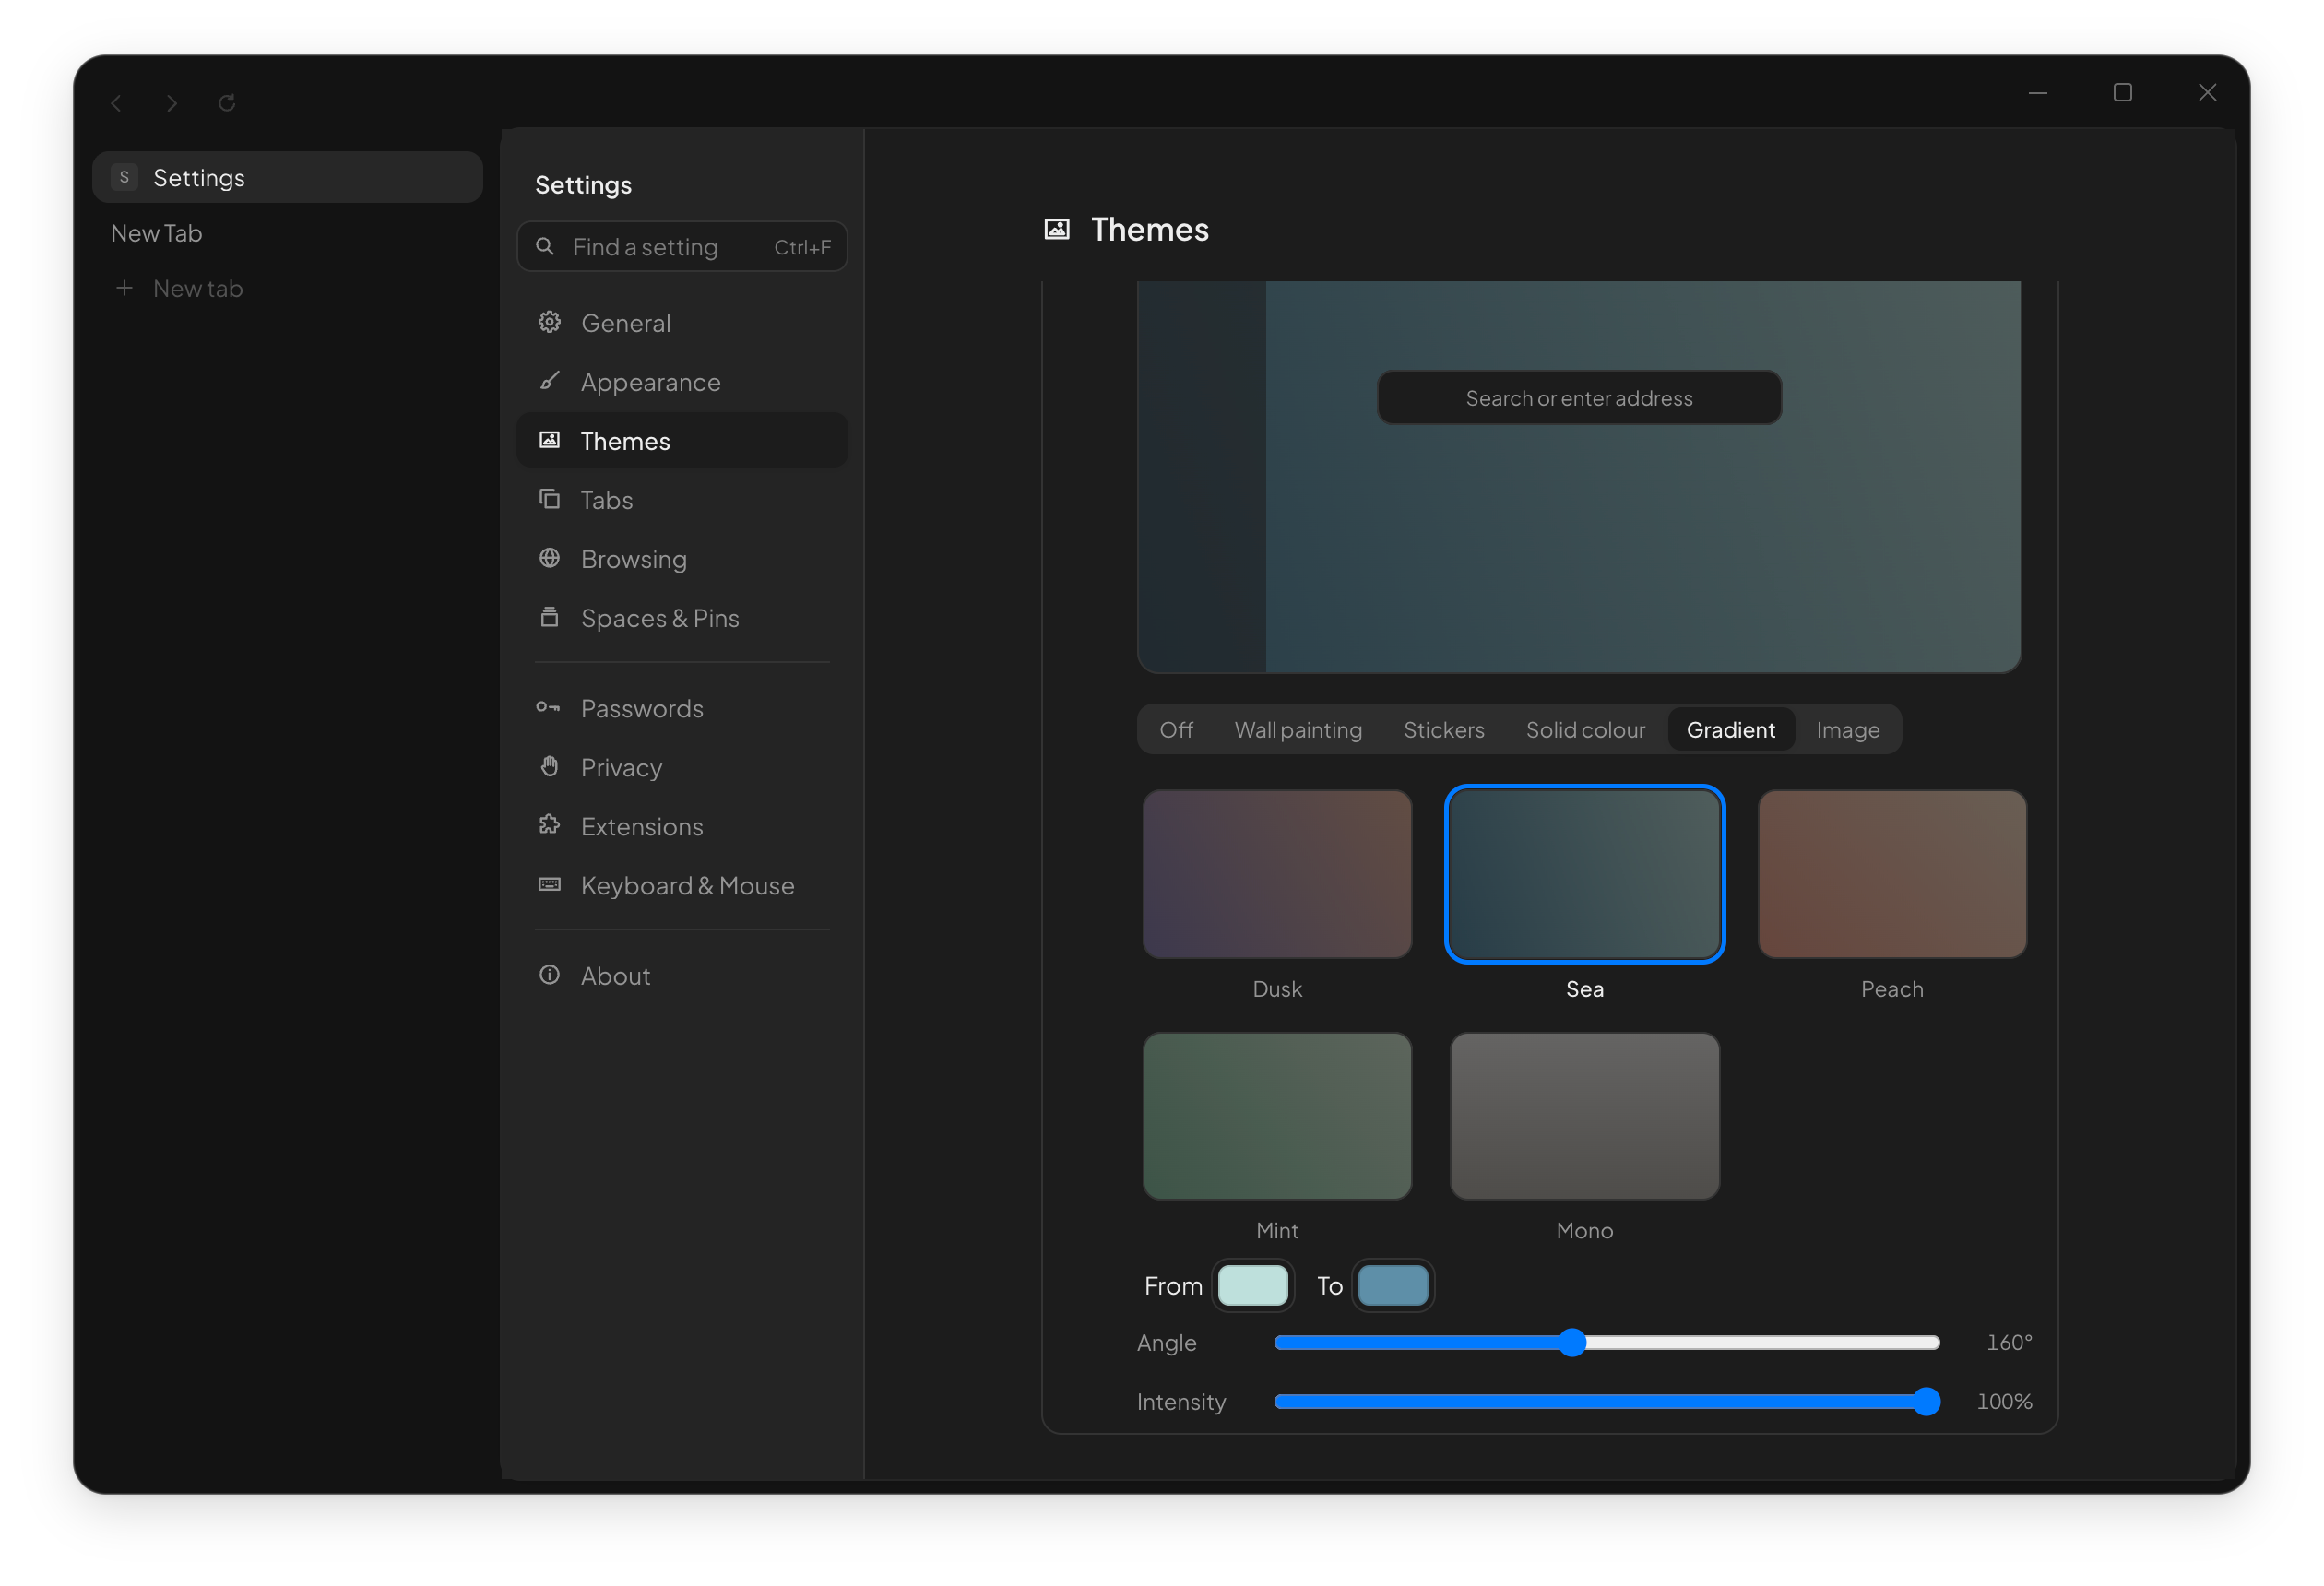 S Settings
New Tab
New tab
Settings
Find a setting Ctrl+F
General
Appearance
Themes
Tabs
Browsing
Spaces & Pins
Passwords
Privacy
Extensions
Keyboard & Mouse
About
Themes
Search or enter address
Off Wall painting Stickers Solid colour Gradient Image
Dusk Sea Peach
Mint Mono
From To
Angle 160°
Intensity 100%